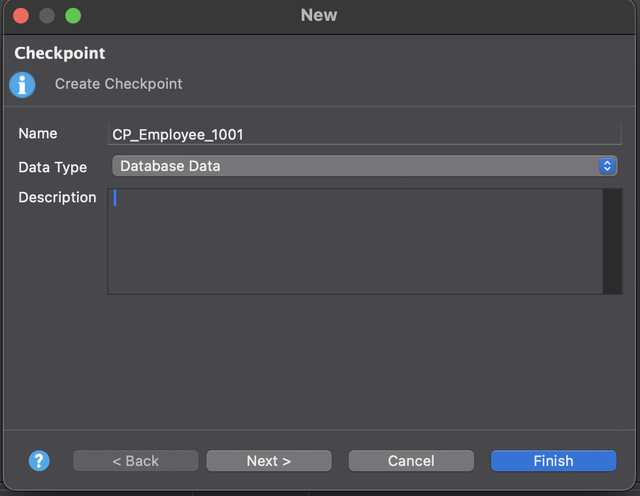 New
Checkpoint
Create Checkpoint
Name CP_Employee_1001
Data Type Database Data
Description
? < Back Next > Cancel Finish